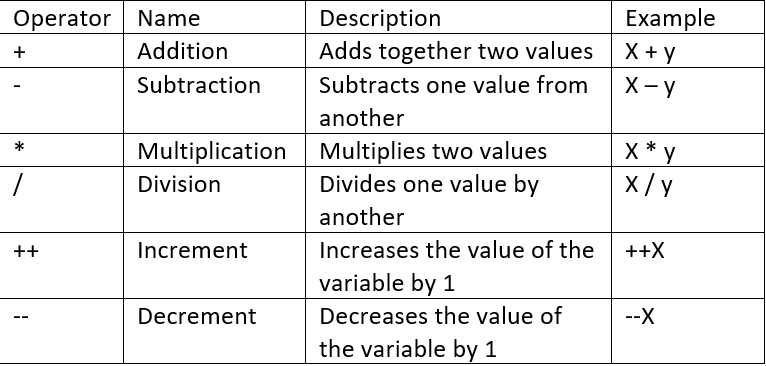 Operator Name Description Example
+ Addition Adds together two values X + y
- Subtraction Subtracts one value from X – y
another
* Multiplication Multiplies two values X * y
/ Division Divides one value by X / y
another
++ Increment Increases the value of the ++X
variable by 1
-- Decrement Decreases the value of --X
the variable by 1